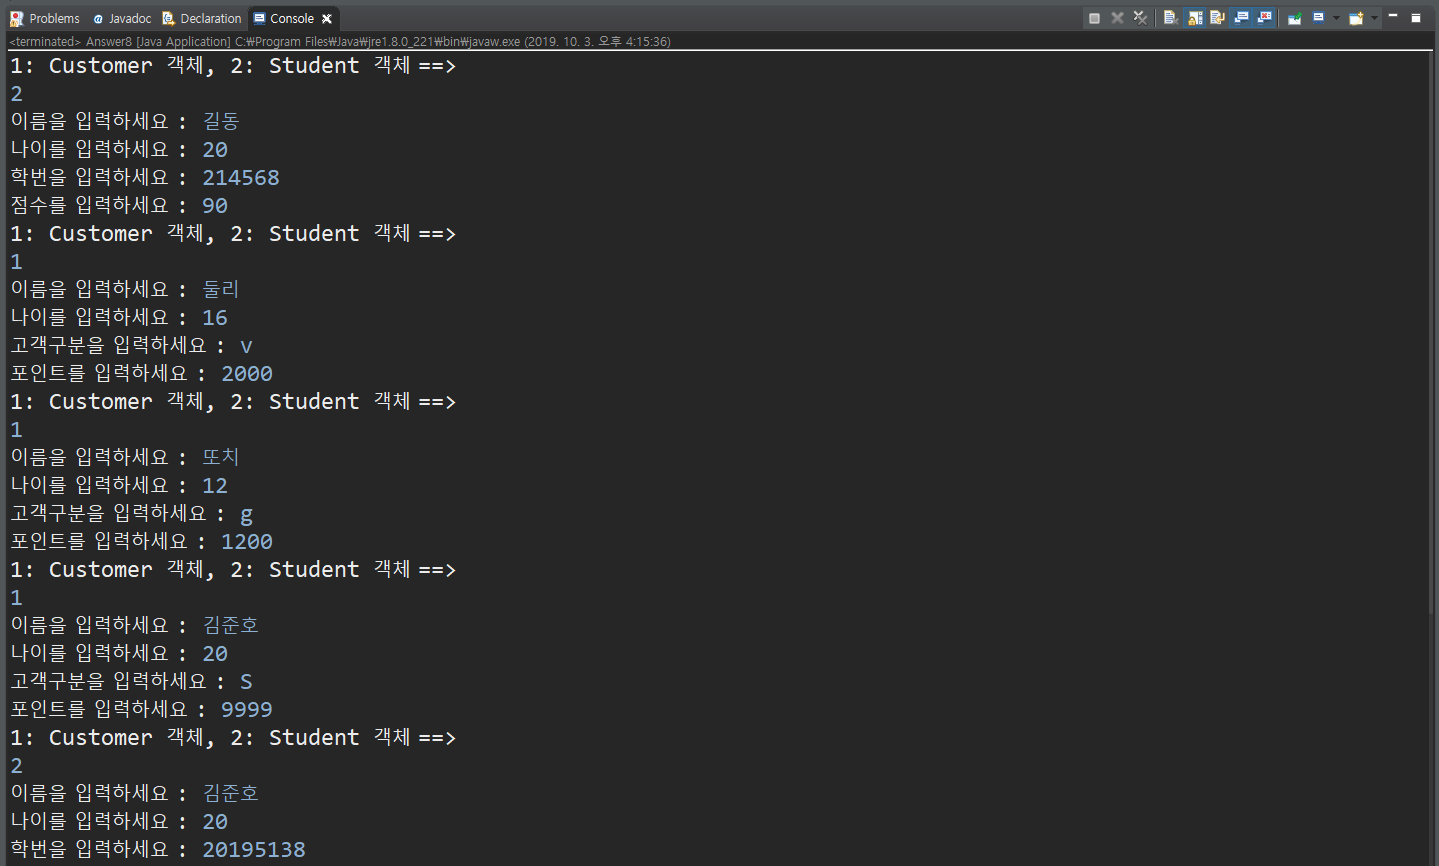 Problems @ Javadoc Declaration Console
<terminated> Answer8 [Java Application] C:￦Program Files￦Java￦jre1.8.0_221￦bin￦javaw.exe (2019. 10. 3. 오후 4:15:36)
1: Customer 객체, 2: Student 객체 ==>
2
이름을 입력하세요 : 길동
나이를 입력하세요 : 20
학번을 입력하세요 : 214568
점수를 입력하세요 : 90
1: Customer 객체, 2: Student 객체 ==>
1
이름을 입력하세요 : 둘리
나이를 입력하세요 : 16
고객구분을 입력하세요 : v
포인트를 입력하세요 : 2000
1: Customer 객체, 2: Student 객체 ==>
1
이름을 입력하세요 : 또치
나이를 입력하세요 : 12
고객구분을 입력하세요 : g
포인트를 입력하세요 : 1200
1: Customer 객체, 2: Student 객체 ==>
1
이름을 입력하세요 : 김준호
나이를 입력하세요 : 20
고객구분을 입력하세요 : S
포인트를 입력하세요 : 9999
1: Customer 객체, 2: Student 객체 ==>
2
이름을 입력하세요 : 김준호
나이를 입력하세요 : 20
학번을 입력하세요 : 20195138